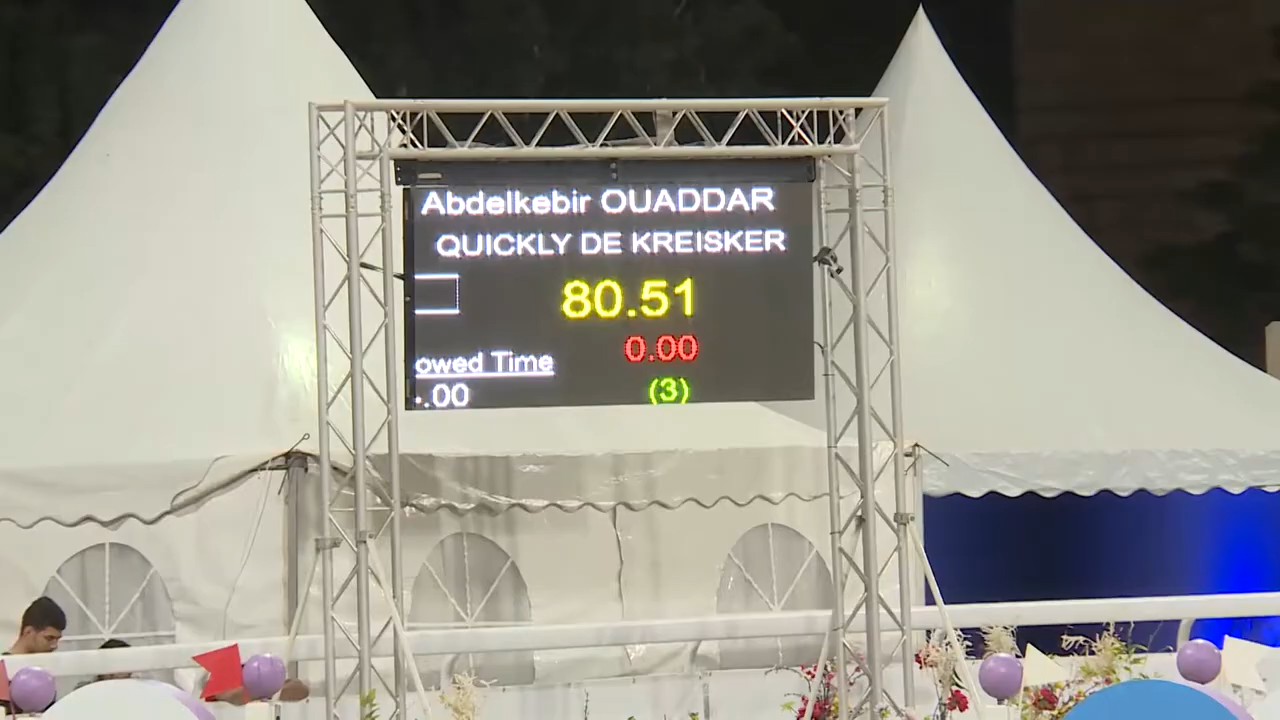 Abdelkebir OUADDAR
QUICKLY DE KREISKER
80.51
0.00
owed Time
.00
(3)